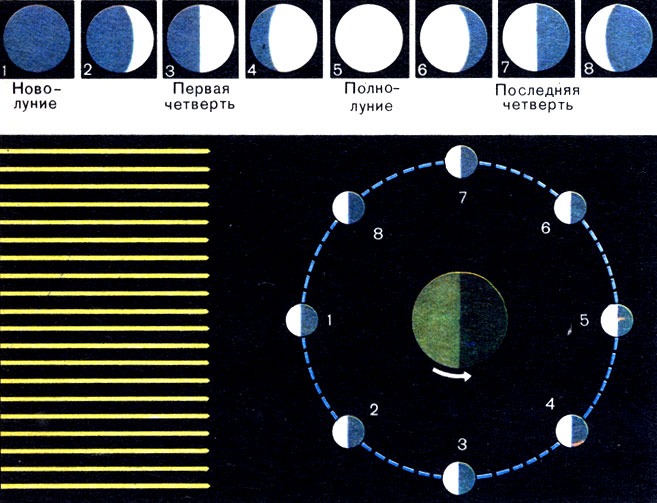 1 2 3 4 5 6 7 8
Ново-
луние
Первая
четверть
Полно-
луние
Последняя
четверть
7
8
6
1
5
2
4
3